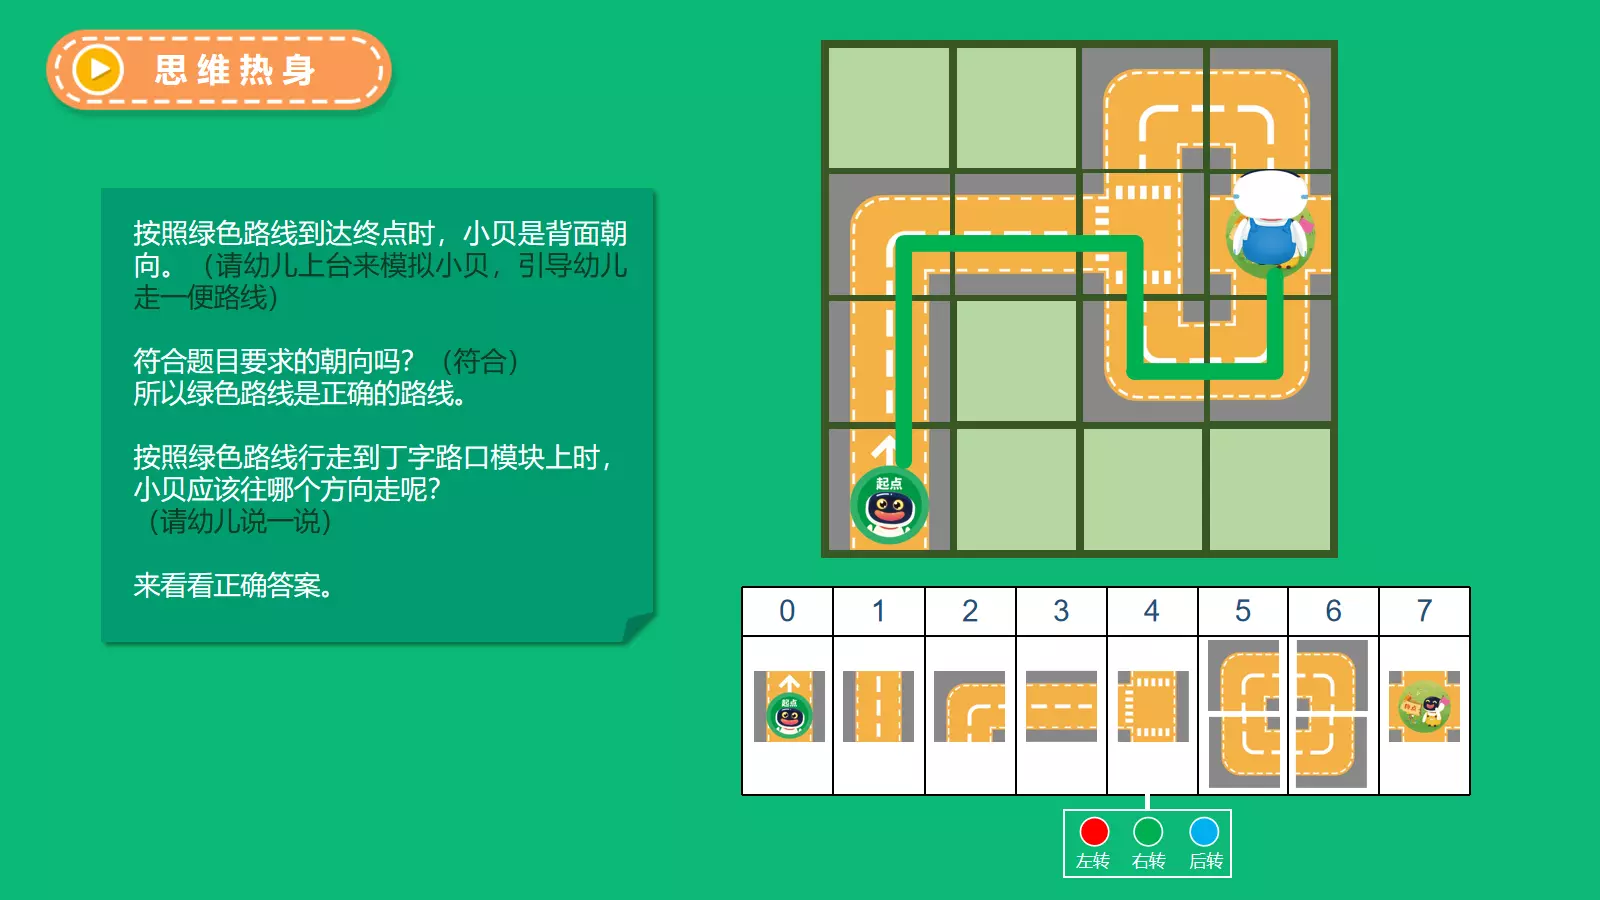 思维热身
按照绿色路线到达终点时，小贝是背面朝
向。（请幼儿上台来模拟小贝，引导幼儿
走一便路线）
符合题目要求的朝向吗？（符合）
所以绿色路线是正确的路线。
按照绿色路线行走到丁字路口模块上时，
小贝应该往哪个方向走呢？
（请幼儿说一说）
来看看正确答案。
起点
0 1 2 3 4 5 6 7
起点 终点
左转 右转 后转